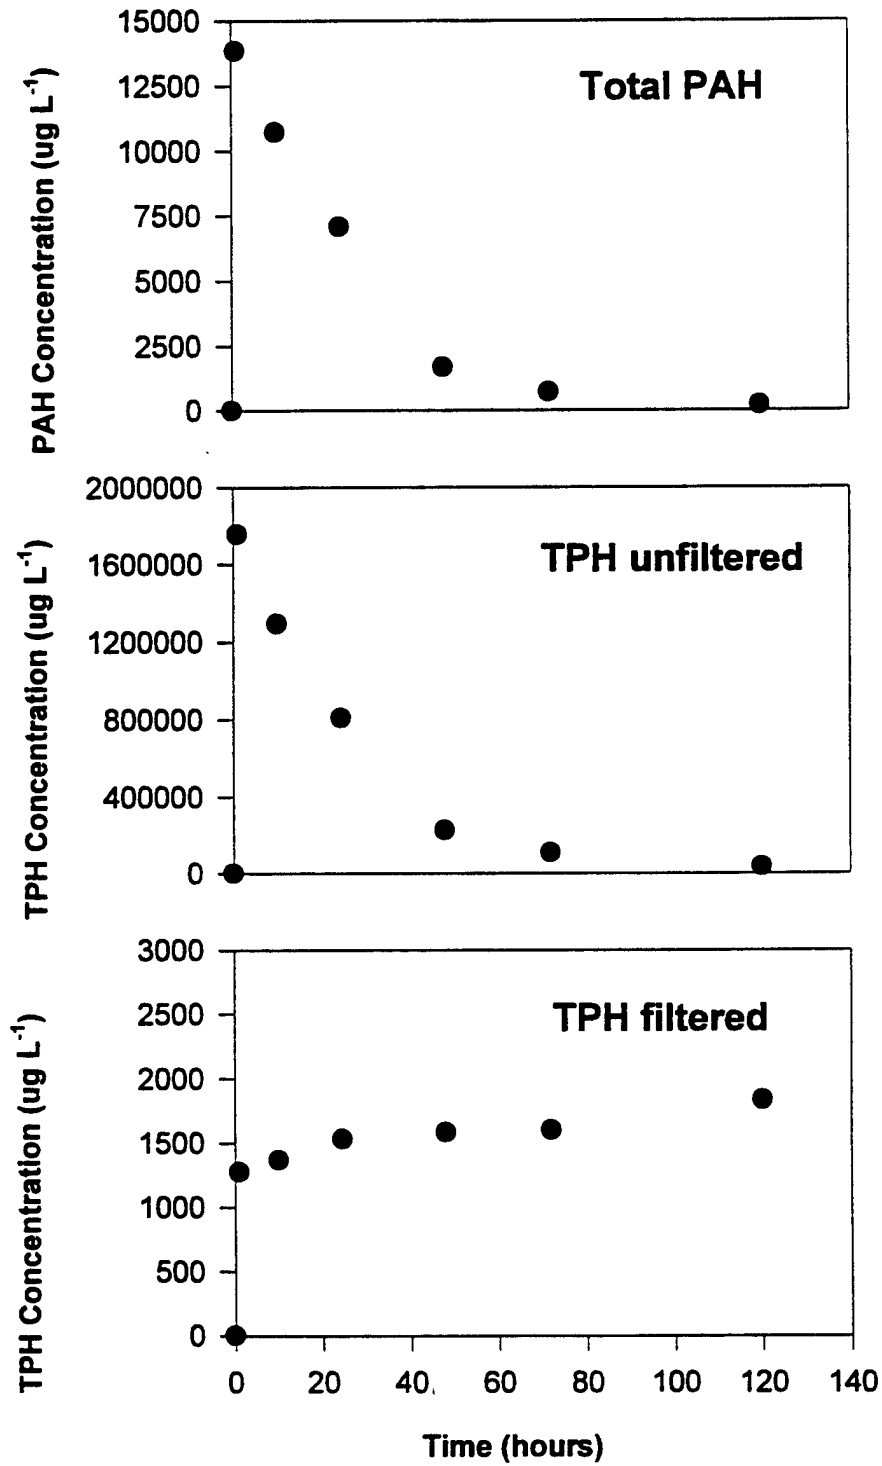 15000
12500
10000
7500
5000
2500
0
PAH Concentration (ug L-1)
Total PAH
2000000
1600000
1200000
800000
400000
0
TPH Concentration (ug L-1)
TPH unfiltered
3000
2500
2000
1500
1000
500
0
TPH Concentration (ug L-1)
TPH filtered
0 20 40 60 80 100 120 140
Time (hours)